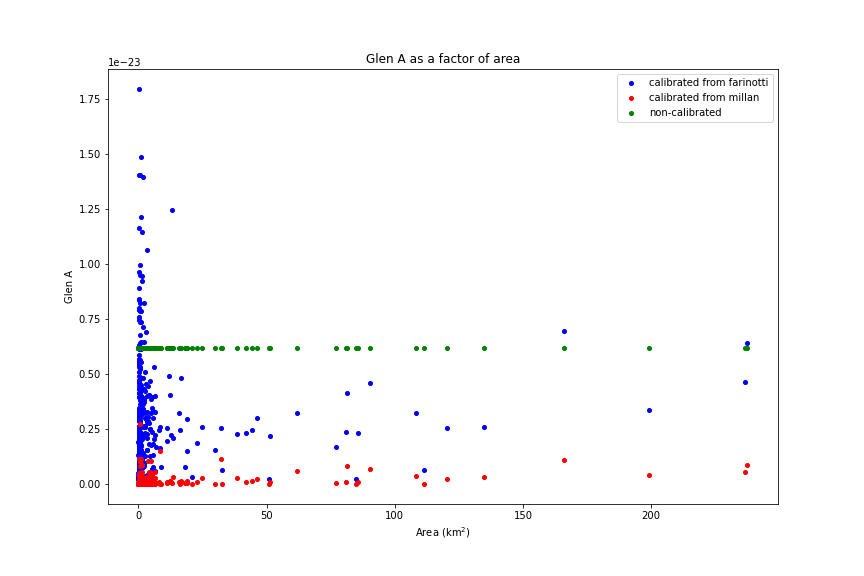 Glen A as a factor of area
1e−23
calibrated from farinotti
calibrated from millan
non-calibrated
1.75
1.50
1.25
1.00
0.75
0.50
0.25
0.00
Glen A
0 50 100 150 200
Area (km²)